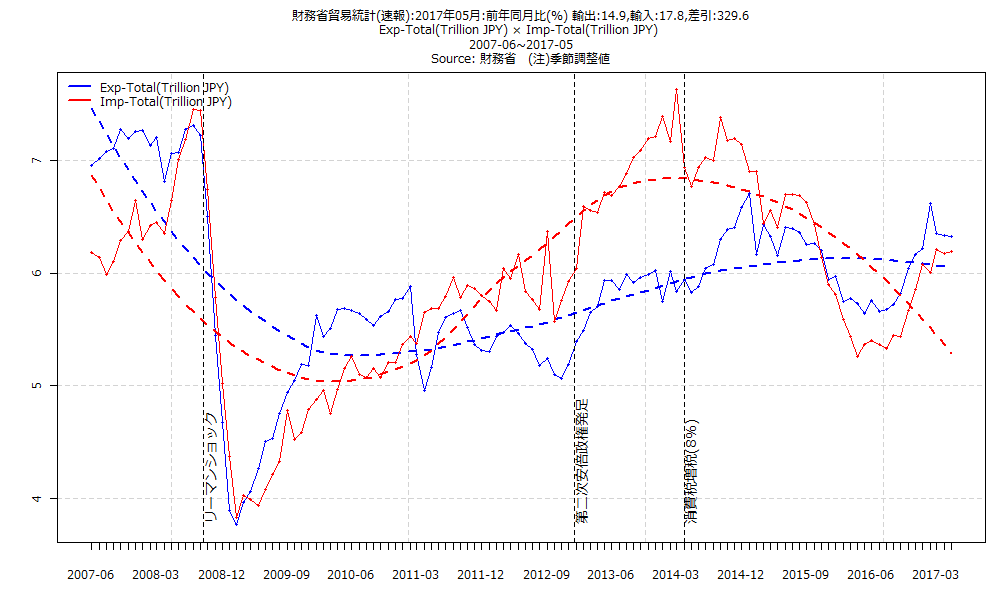 財務省貿易統計(速報):2017年05月:前年同月比(%) 輸出:14.9,輸入:17.8,差引:329.6
Exp-Total(Trillion JPY) × Imp-Total(Trillion JPY)
2007-06~2017-05
Source: 財務省 (注)季節調整値
Exp-Total(Trillion JPY)
Imp-Total(Trillion JPY)
7
6
5
4
リーマンショック
第二次安倍政権発足
消費税増税(8%)
2007-06 2008-03 2008-12 2009-09 2010-06 2011-03 2011-12 2012-09 2013-06 2014-03 2014-12 2015-09 2016-06 2017-03